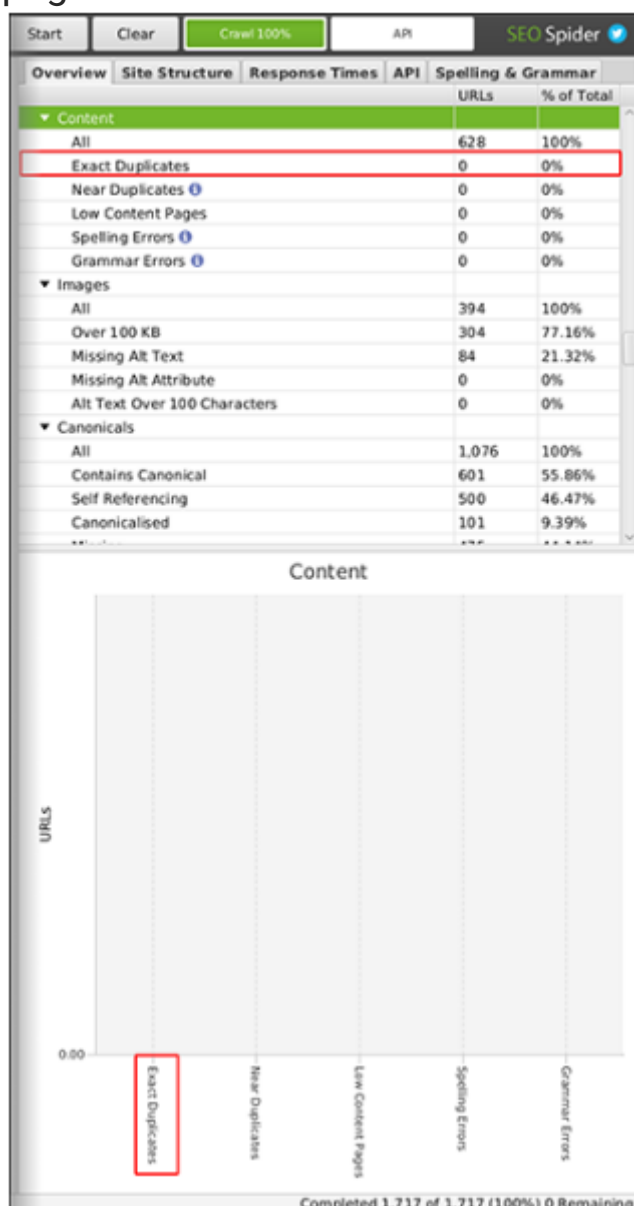 Start Clear Crawl 100% API SEO Spider
Overview Site Structure Response Times API Spelling & Grammar
URLs % of Total
Content
All 628 100%
Exact Duplicates 0 0%
Near Duplicates 0 0%
Low Content Pages 0 0%
Spelling Errors 0 0%
Grammar Errors 0 0%
Images
All 394 100%
Over 100 KB 304 77.16%
Missing Alt Text 84 21.32%
Missing Alt Attribute 0 0%
Alt Text Over 100 Characters 0 0%
Canonicals
All 1,076 100%
Contains Canonical 601 55.86%
Self Referencing 500 46.47%
Canonicalised 101 9.39%
Content
URLs
0.00
Exact Duplicates
Near Duplicates
Low Content Pages
Spelling Errors
Grammar Errors
Completed 1,717 of 1,717 (100%) 0 Remaining